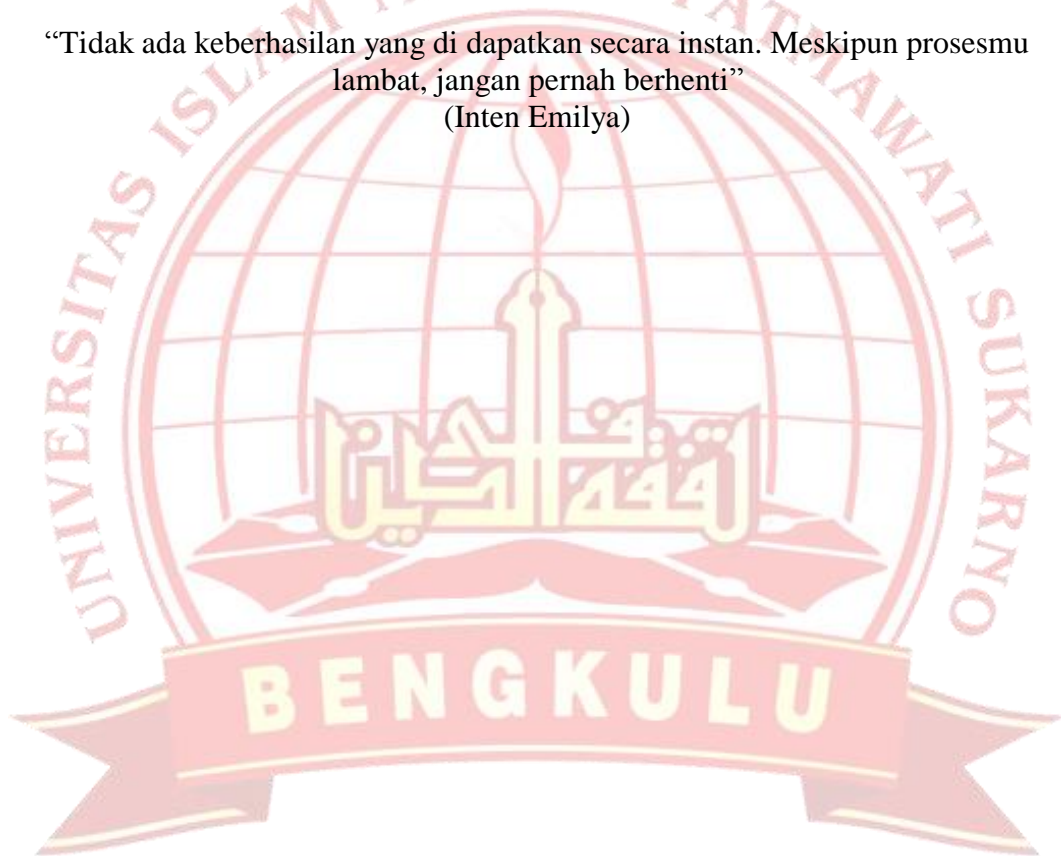 “Tidak ada keberhasilan yang di dapatkan secara instan. Meskipun prosesmu
lambat, jangan pernah berhenti”
(Inten Emilya)
UNIVERSITAS ISLAM SUKARNO
BENGKULU